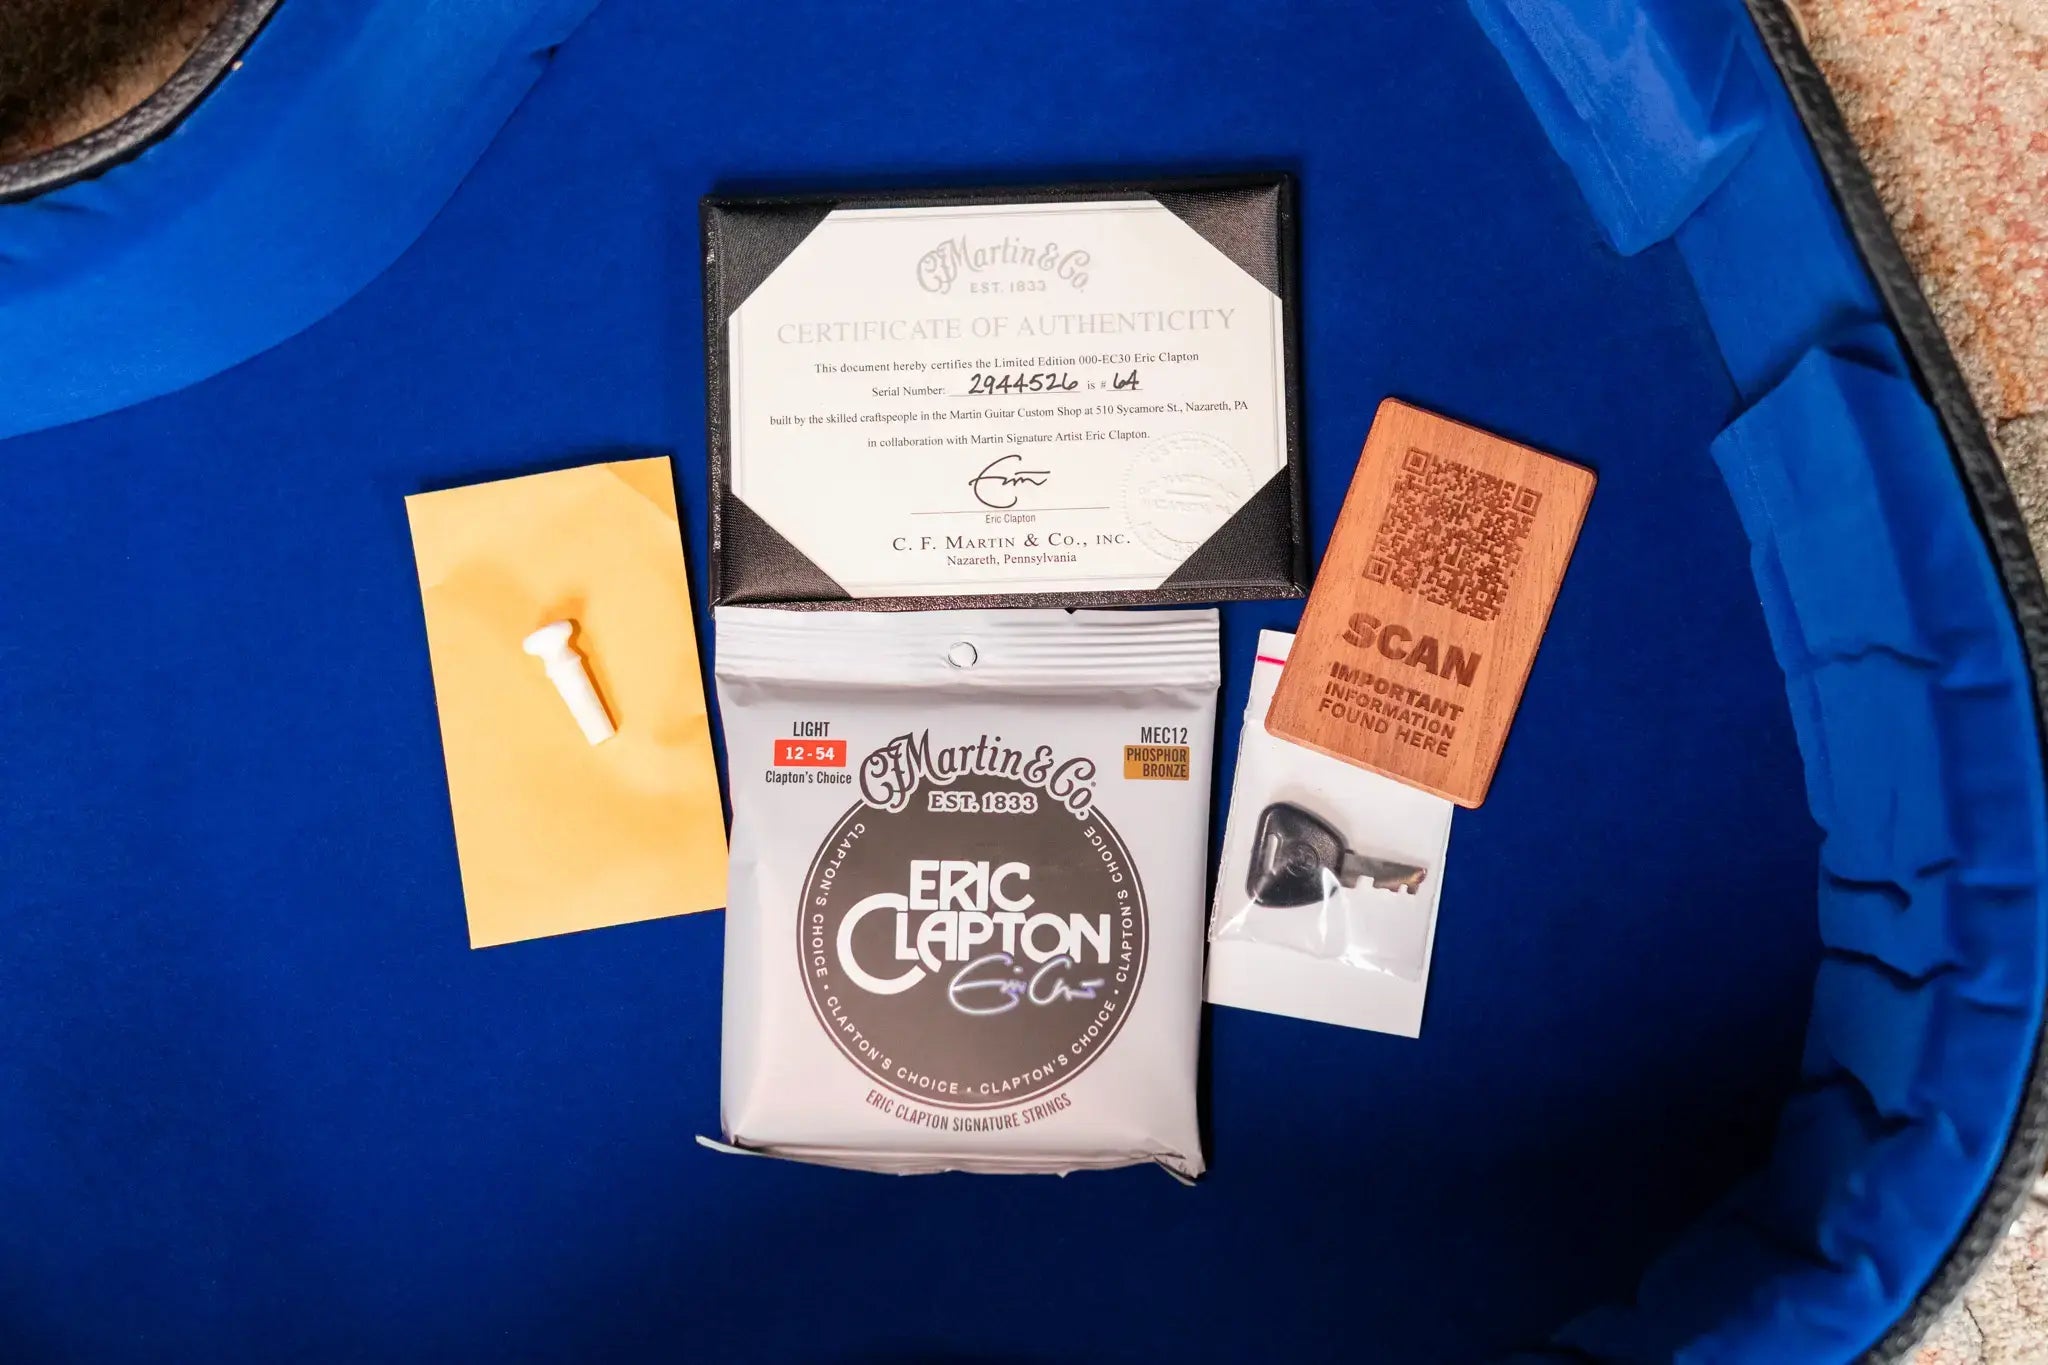 C.F. Martin & Co.
EST. 1833
CERTIFICATE OF AUTHENTICITY
This document hereby certifies the Limited Edition 000-EC30 Eric Clapton
Serial Number: 2944526 is # 64
built by the skilled craftspeople in the Martin Guitar Custom Shop at 510 Sycamore St., Nazareth, PA
in collaboration with Martin Signature Artist Eric Clapton.
Eric Clapton
C. F. MARTIN & CO., INC.
Nazareth, Pennsylvania
SCAN
IMPORTANT
INFORMATION
FOUND HERE
LIGHT
12 - 54
Clapton's Choice
MEC12
PHOSPHOR
BRONZE
C.F. Martin & Co.
EST. 1833
CLAPTON'S CHOICE • CLAPTON'S CHOICE • CLAPTON'S CHOICE • CLAPTON'S CHOICE
ERIC
CLAPTON
ERIC CLAPTON SIGNATURE STRINGS